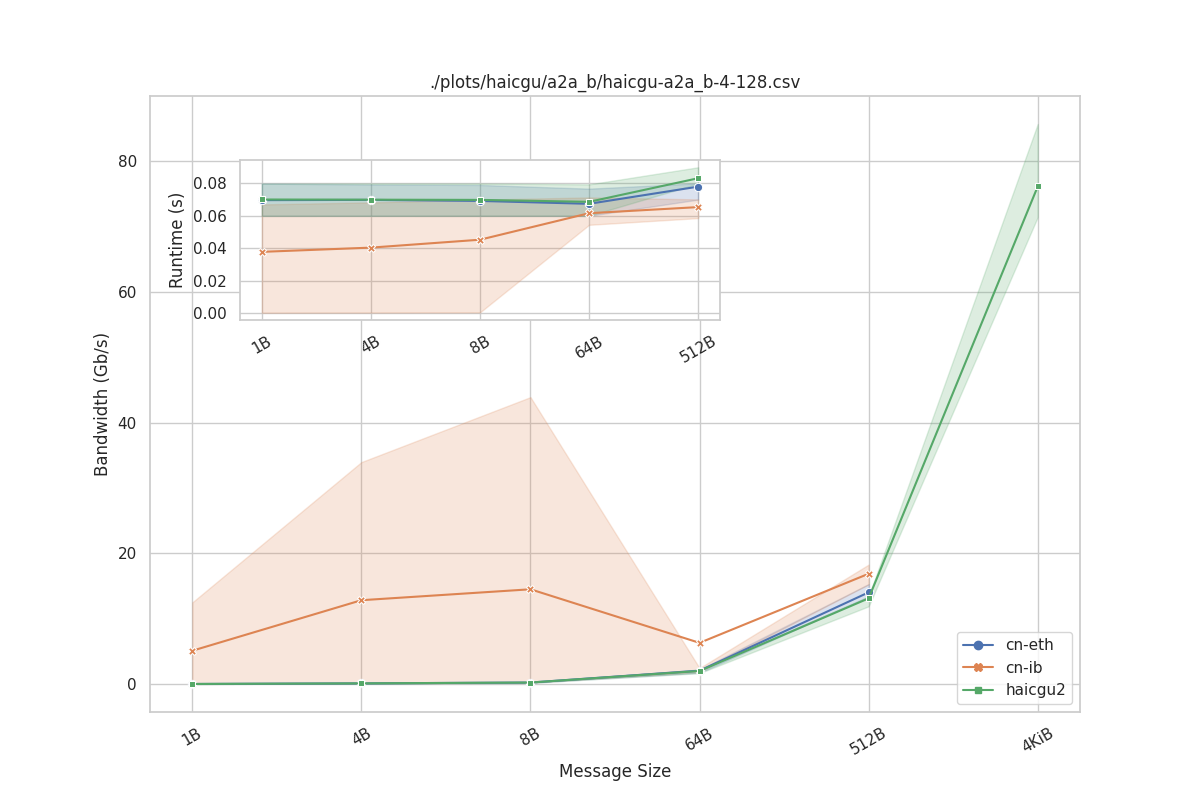 ./plots/haicgu/a2a_b/haicgu-a2a_b-4-128.csv
Bandwidth (Gb/s)
80
60
40
20
0
Runtime (s)
0.08
0.06
0.04
0.02
0.00
1B 4B 8B 64B 512B
cn-eth
cn-ib
haicgu2
1B 4B 8B 64B 512B 4KiB
Message Size